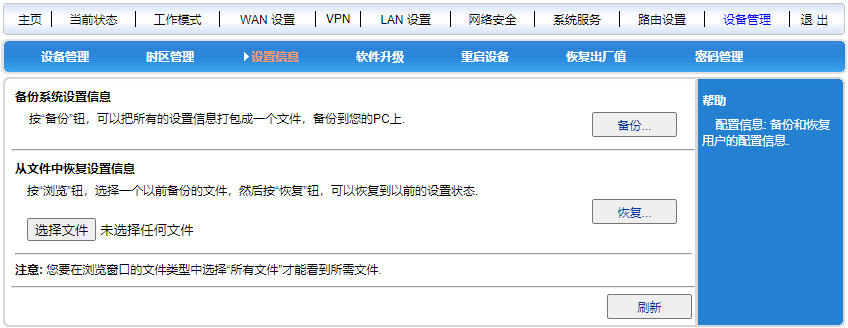 主页 当前状态 工作模式 WAN 设置 VPN LAN 设置 网络安全 系统服务 路由设置 设备管理 退 出
设备管理 时区管理 设置信息 软件升级 重启设备 恢复出厂值 密码管理
备份系统设置信息
按“备份”钮，可以把所有的设置信息打包成一个文件，备份到您的PC上.
备份...
从文件中恢复设置信息
按“浏览”钮，选择一个以前备份的文件，然后按“恢复”钮，可以恢复到以前的设置状态.
恢复...
选择文件 未选择任何文件
注意: 您要在浏览窗口的文件类型中选择“所有文件”才能看到所需文件.
刷新
帮助
配置信息: 备份和恢复
用户的配置信息.